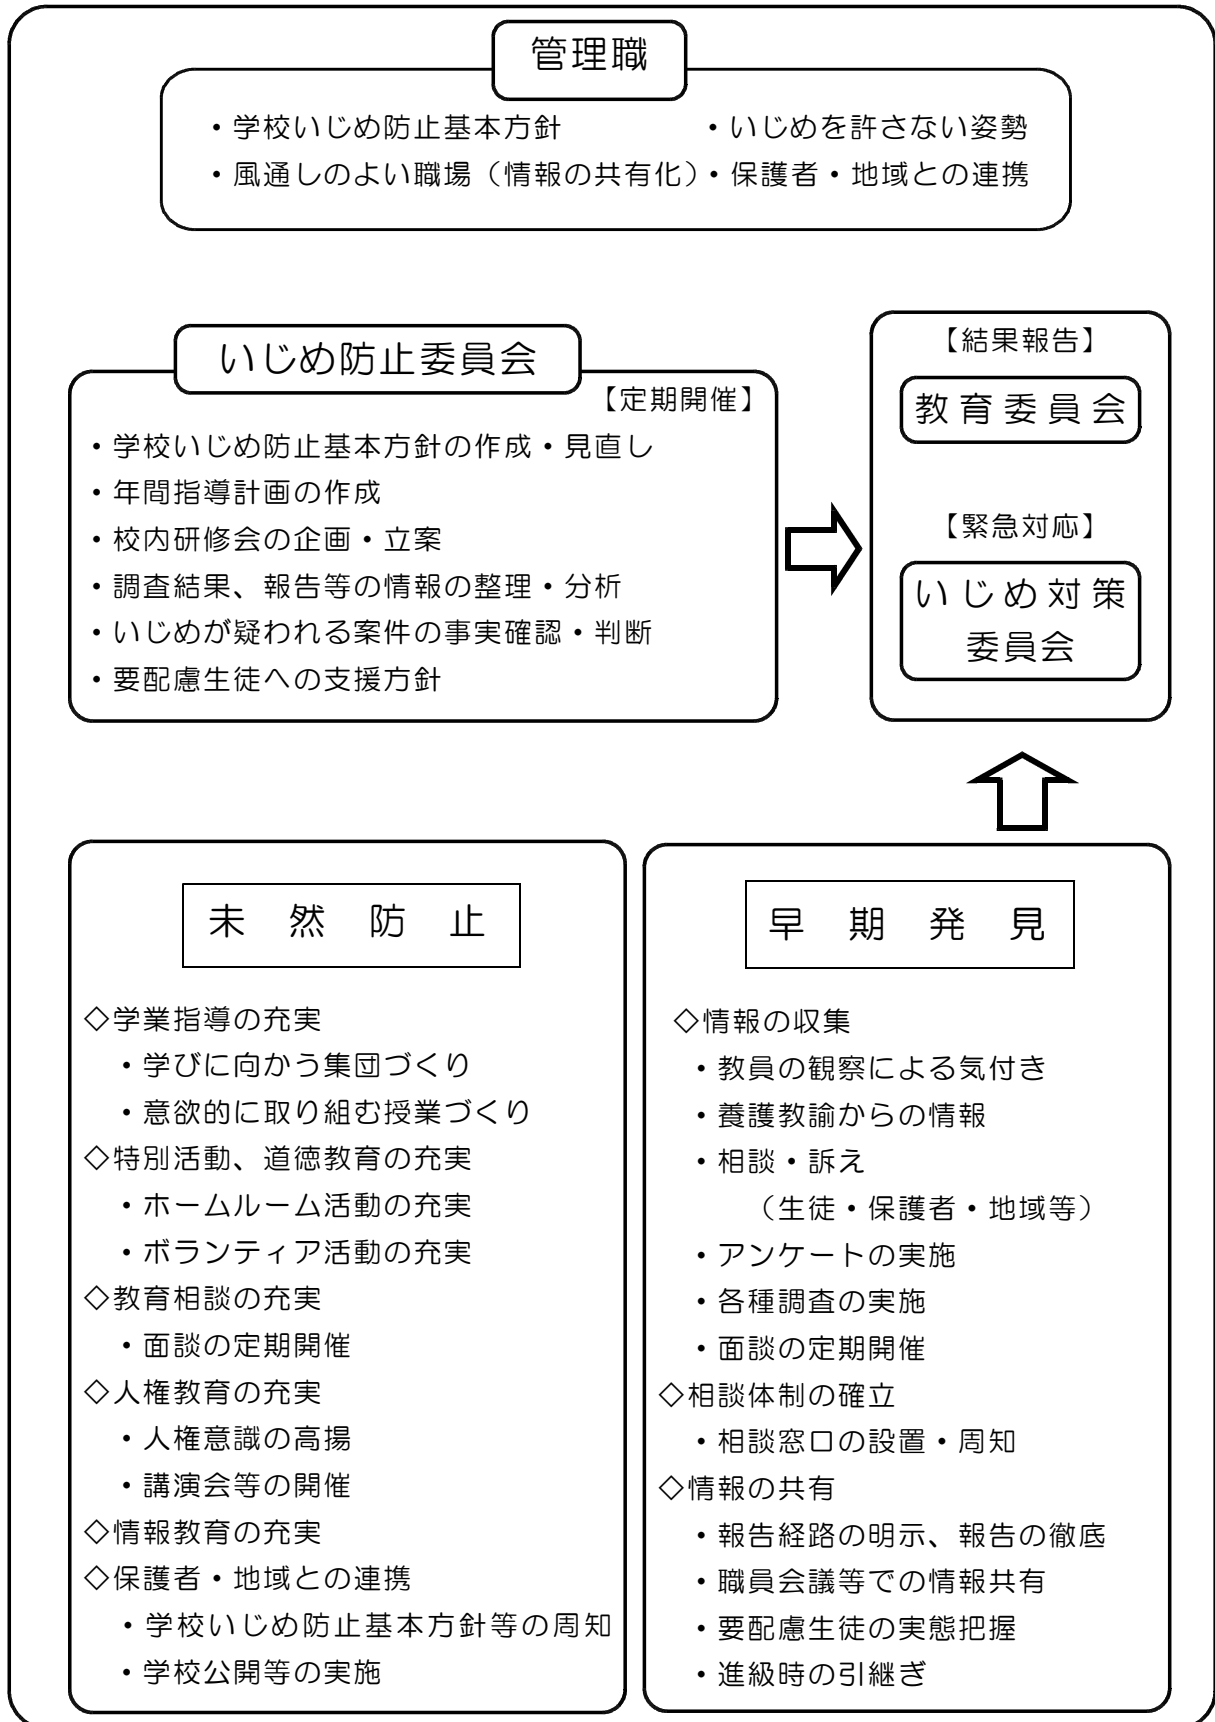 管理職
・学校いじめ防止基本方針　・いじめを許さない姿勢
・風通しのよい職場（情報の共有化）・保護者・地域との連携
いじめ防止委員会
【定期開催】
・学校いじめ防止基本方針の作成・見直し
・年間指導計画の作成
・校内研修会の企画・立案
・調査結果、報告等の情報の整理・分析
・いじめが疑われる案件の事実確認・判断
・要配慮生徒への支援方針
【結果報告】
教育委員会
【緊急対応】
いじめ対策
委員会
未然防止
◇学業指導の充実
・学びに向かう集団づくり
・意欲的に取り組む授業づくり
◇特別活動、道徳教育の充実
・ホームルーム活動の充実
・ボランティア活動の充実
◇教育相談の充実
・面談の定期開催
◇人権教育の充実
・人権意識の高揚
・講演会等の開催
◇情報教育の充実
◇保護者・地域との連携
・学校いじめ防止基本方針等の周知
・学校公開等の実施
早期発見
◇情報の収集
・教員の観察による気付き
・養護教諭からの情報
・相談・訴え
（生徒・保護者・地域等）
・アンケートの実施
・各種調査の実施
・面談の定期開催
◇相談体制の確立
・相談窓口の設置・周知
◇情報の共有
・報告経路の明示、報告の徹底
・職員会議等での情報共有
・要配慮生徒の実態把握
・進級時の引継ぎ